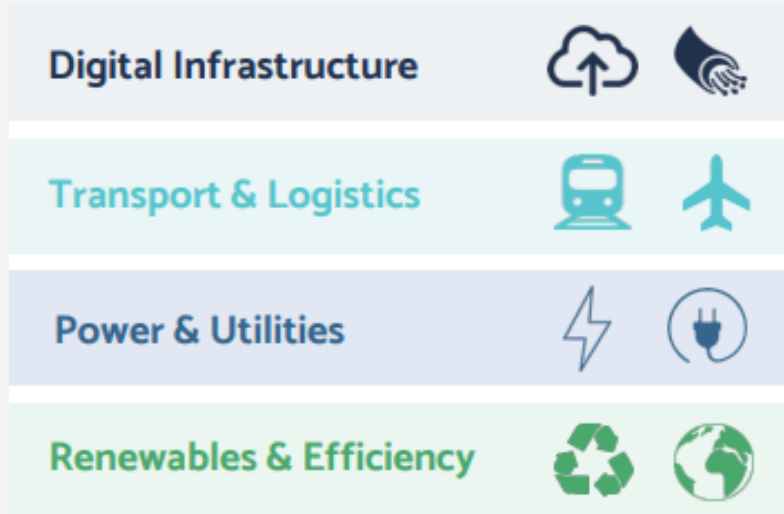 Digital Infrastructure
Transport & Logistics
Power & Utilities
Renewables & Efficiency